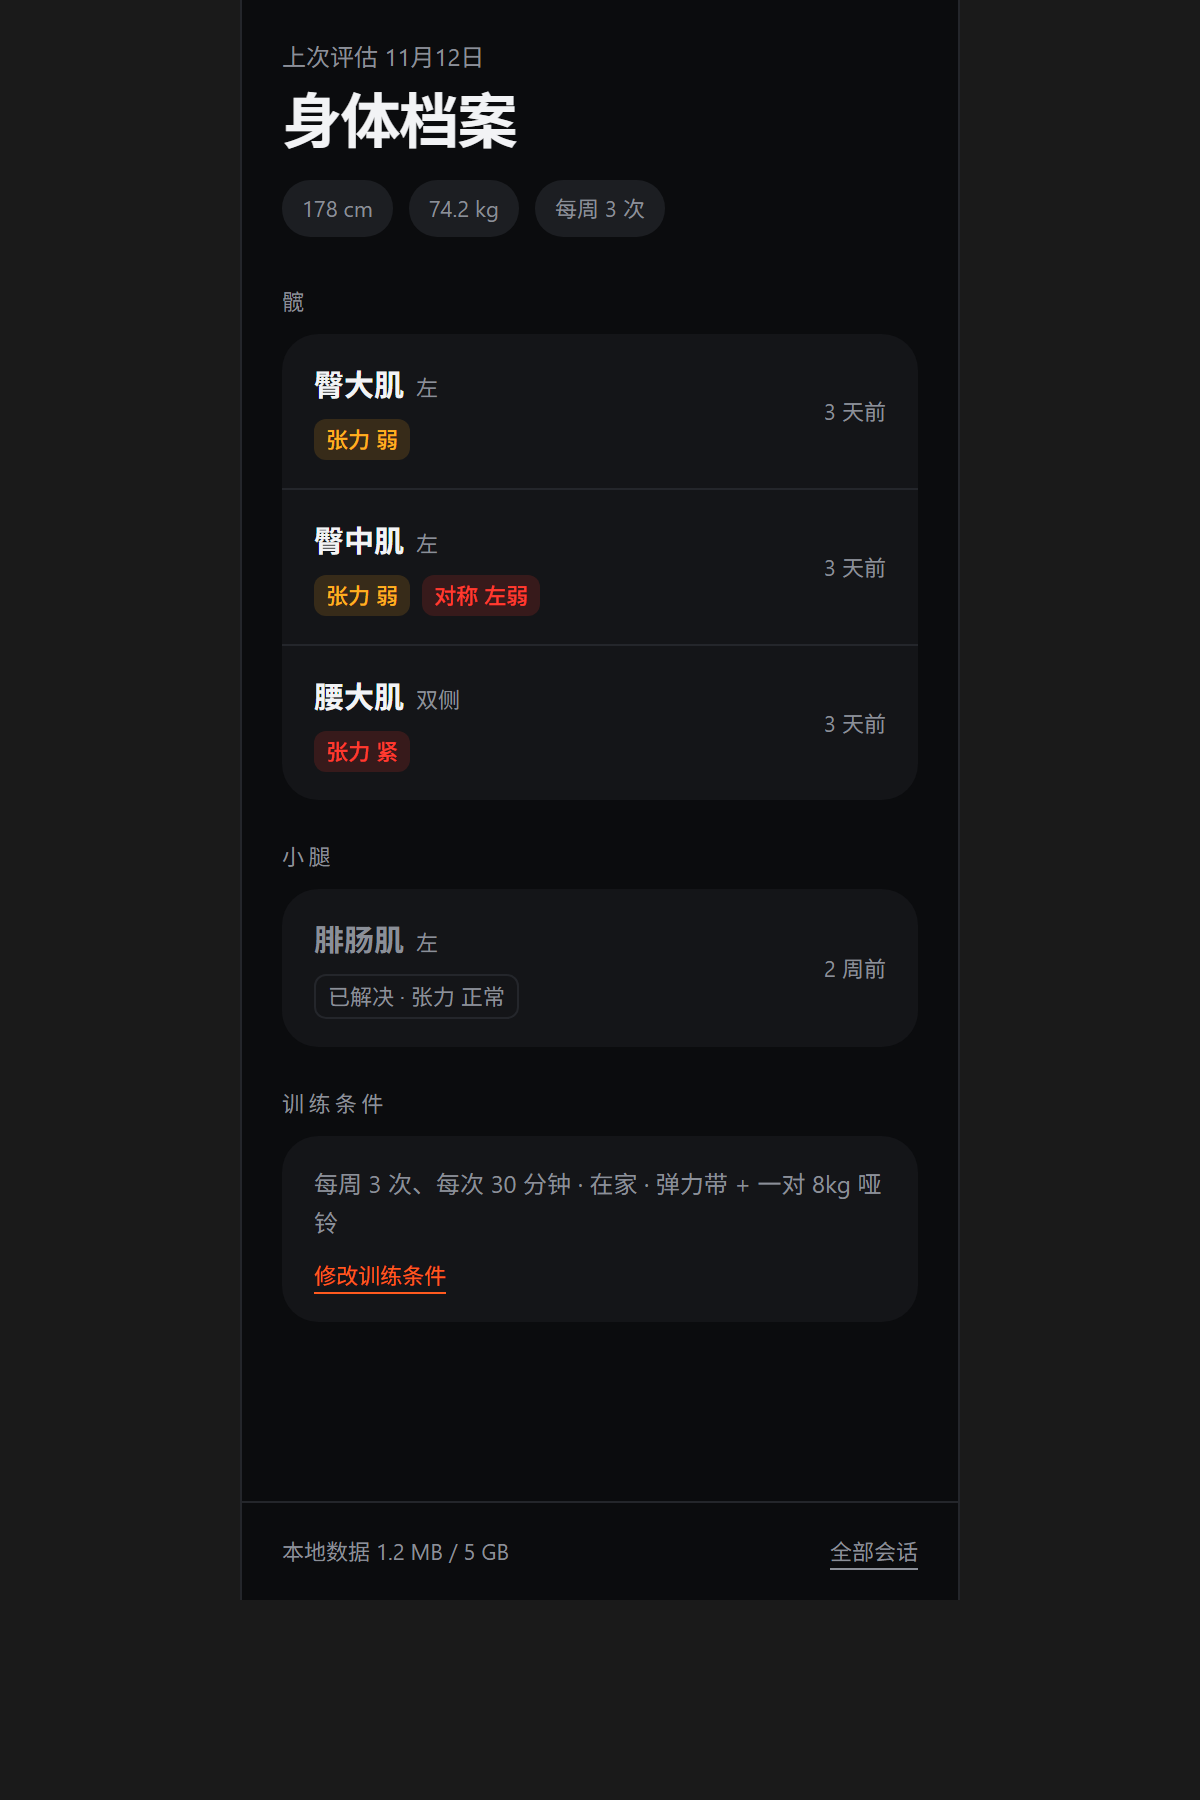 上次评估 11月12日
身体档案
178 cm
74.2 kg
每周 3 次
髋
臀大肌 左
张力 弱
3 天前
臀中肌 左
张力 弱
对称 左弱
3 天前
腰大肌 双侧
张力 紧
3 天前
小腿
腓肠肌 左
已解决 · 张力 正常
2 周前
训练条件
每周 3 次、每次 30 分钟 · 在家 · 弹力带 + 一对 8kg 哑
铃
修改训练条件
本地数据 1.2 MB / 5 GB
全部会话